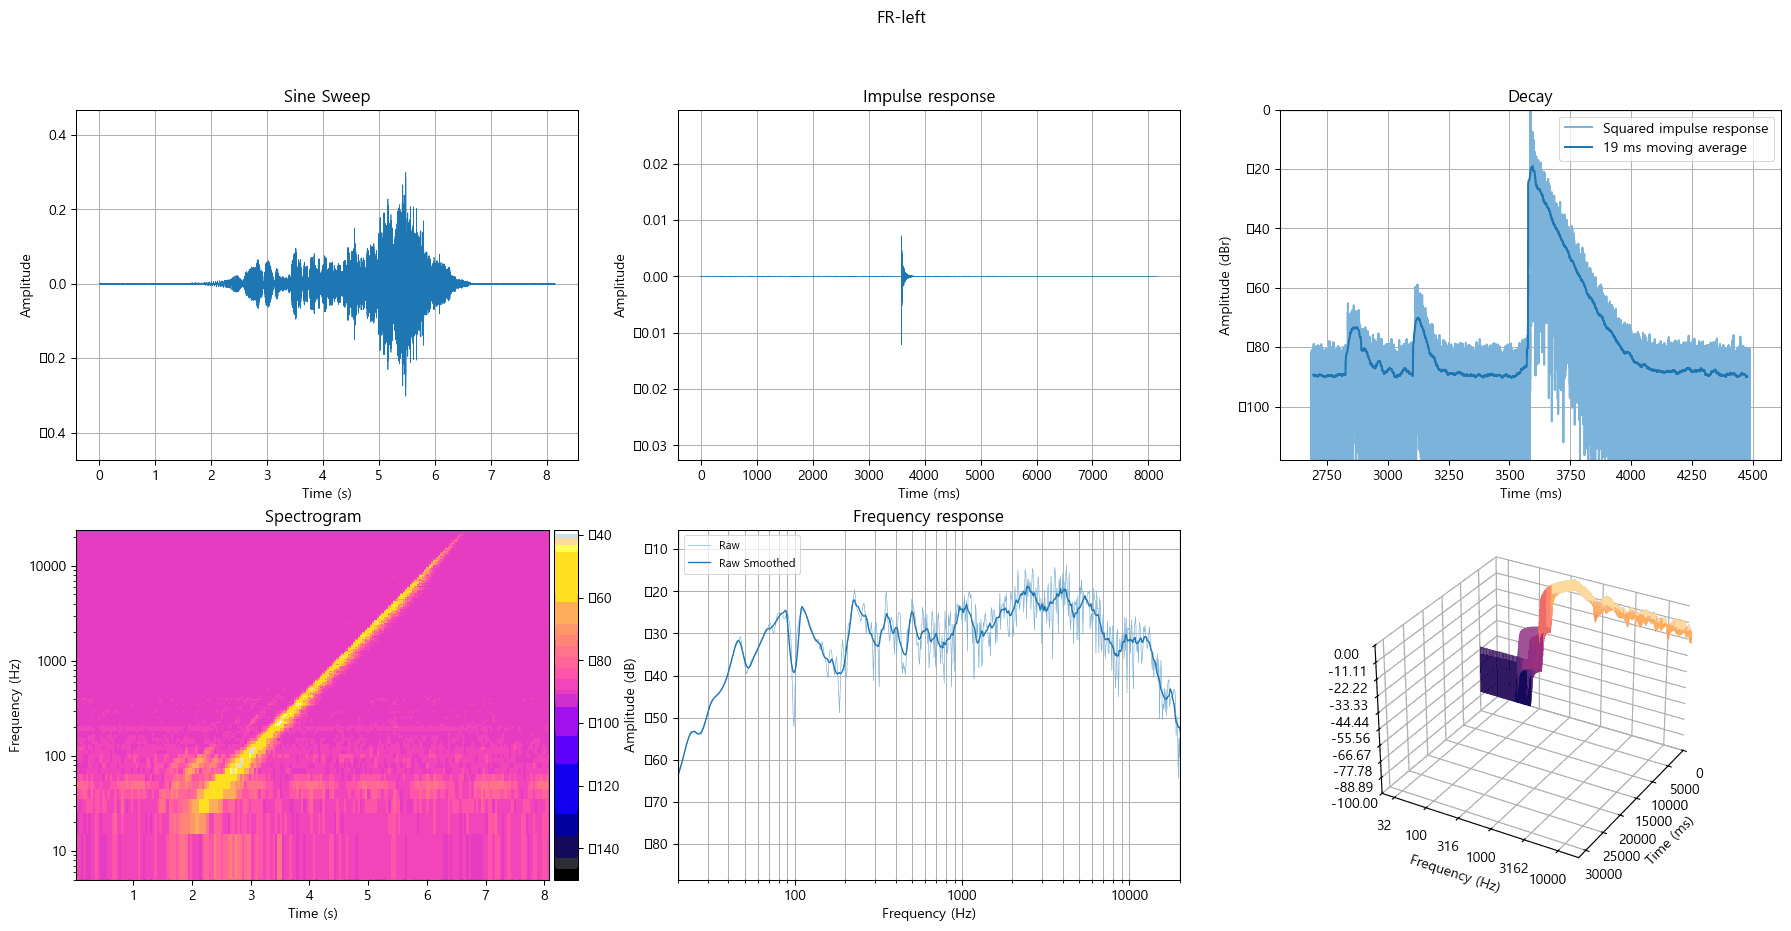 FR-left
Sine Sweep
Amplitude
0.4
0.2
0.0
▯0.2
▯0.4
0 1 2 3 4 5 6 7 8
Time (s)
Impulse response
Amplitude
0.02
0.01
0.00
▯0.01
▯0.02
▯0.03
0 1000 2000 3000 4000 5000 6000 7000 8000
Time (ms)
Decay
Squared impulse response
19 ms moving average
Amplitude (dBr)
0
▯20
▯40
▯60
▯80
▯100
2750 3000 3250 3500 3750 4000 4250 4500
Time (ms)
Spectrogram
Frequency (Hz)
10000
1000
100
10
1 2 3 4 5 6 7 8
Time (s)
▯40
▯60
▯80
▯100
▯120
▯140
Frequency response
Raw
Raw Smoothed
Amplitude (dB)
▯10
▯20
▯30
▯40
▯50
▯60
▯70
▯80
100 1000 10000
Frequency (Hz)
0.00
-11.11
-22.22
-33.33
-44.44
-55.56
-66.67
-77.78
-88.89
-100.00
32 100 316 1000 3162 10000
Frequency (Hz)
0
5000
10000
15000
20000
25000
30000
Time (ms)